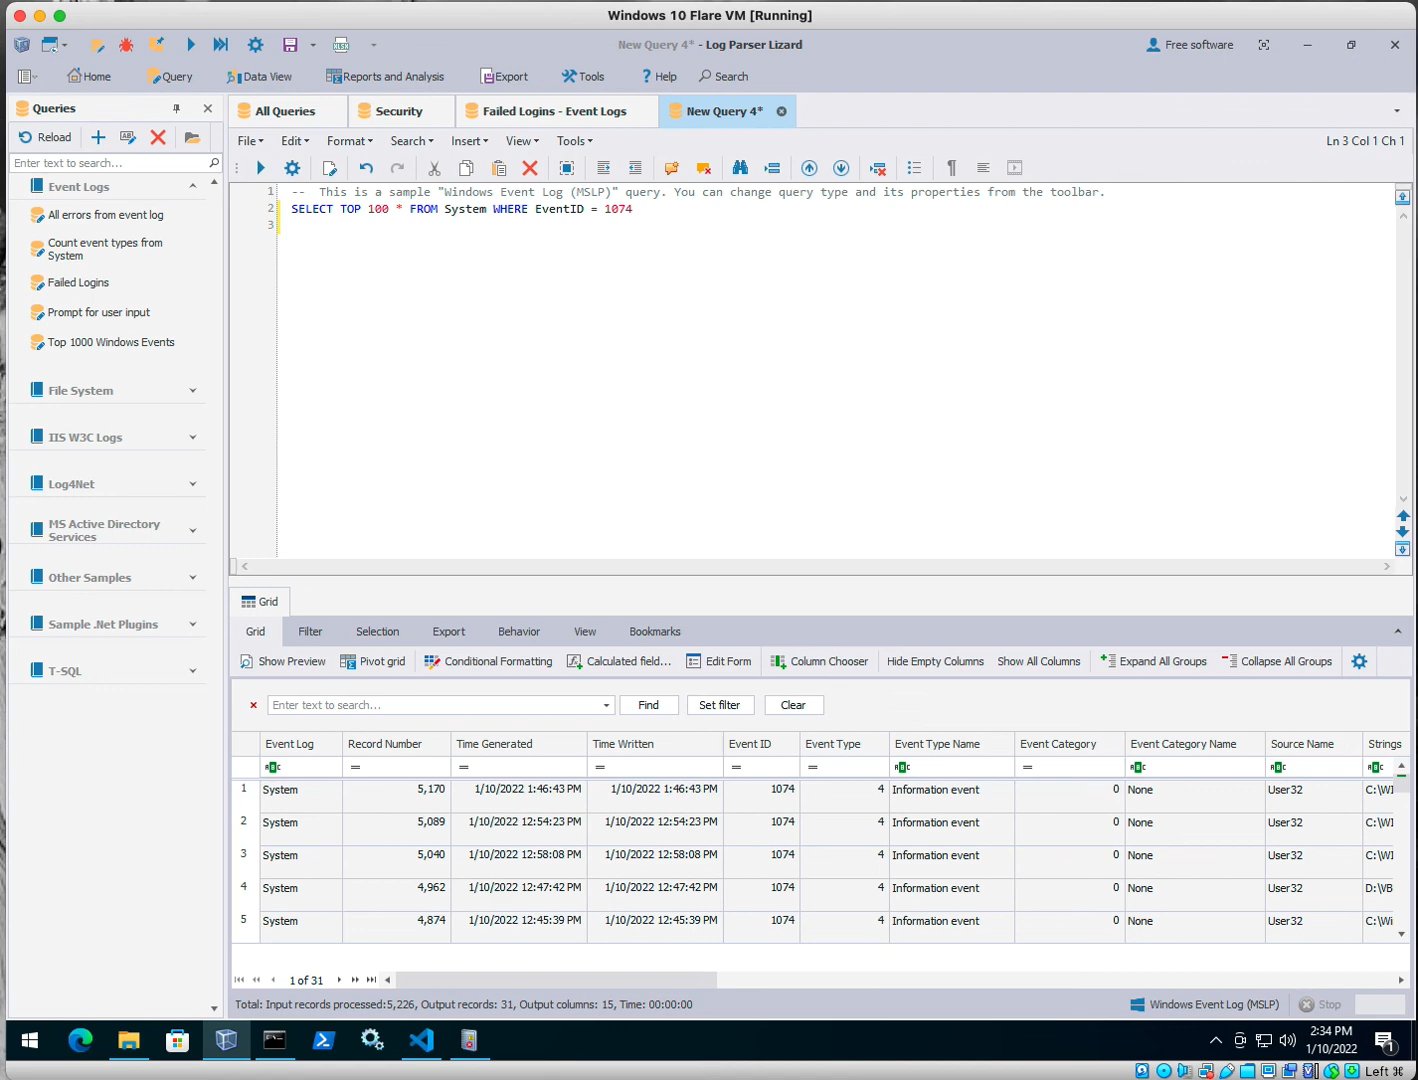 Windows 10 Flare VM [Running]
New Query 4* - Log Parser Lizard
Free software
Home
Query
Data View
Reports and Analysis
Export
Tools
Help
Search
Queries
All Queries
Security
Failed Logins - Event Logs
New Query 4*
Reload
File
Edit
Format
Search
Insert
View
Tools
Ln 3 Col 1 Ch 1
Enter text to search...
Event Logs
All errors from event log
Count event types from
System
Failed Logins
Prompt for user input
Top 1000 Windows Events
File System
IIS W3C Logs
Log4Net
MS Active Directory
Services
Other Samples
Sample .Net Plugins
T-SQL
1 -- This is a sample "Windows Event Log (MSLP)" query. You can change query type and its properties from the toolbar.
2 SELECT TOP 100 * FROM System WHERE EventID = 1074
3
Grid
Grid Filter Selection Export Behavior View Bookmarks
Show Preview Pivot grid Conditional Formatting Calculated field... Edit Form Column Chooser Hide Empty Columns Show All Columns Expand All Groups Collapse All Groups
Enter text to search... Find Set filter Clear
Event Log Record Number Time Generated Time Written Event ID Event Type Event Type Name Event Category Event Category Name Source Name Strings
1 System 5,170 1/10/2022 1:46:43 PM 1/10/2022 1:46:43 PM 1074 4 Information event 0 None User32 C:\WI
2 System 5,089 1/10/2022 12:54:23 PM 1/10/2022 12:54:23 PM 1074 4 Information event 0 None User32 C:\WI
3 System 5,040 1/10/2022 12:58:08 PM 1/10/2022 12:58:08 PM 1074 4 Information event 0 None User32 C:\WI
4 System 4,962 1/10/2022 12:47:42 PM 1/10/2022 12:47:42 PM 1074 4 Information event 0 None User32 D:\VB
5 System 4,874 1/10/2022 12:45:39 PM 1/10/2022 12:45:39 PM 1074 4 Information event 0 None User32 C:\Wi
1 of 31
Total: Input records processed:5,226, Output records: 31, Output columns: 15, Time: 00:00:00
Windows Event Log (MSLP)
Stop
2:34 PM
1/10/2022
1
Left ⌘